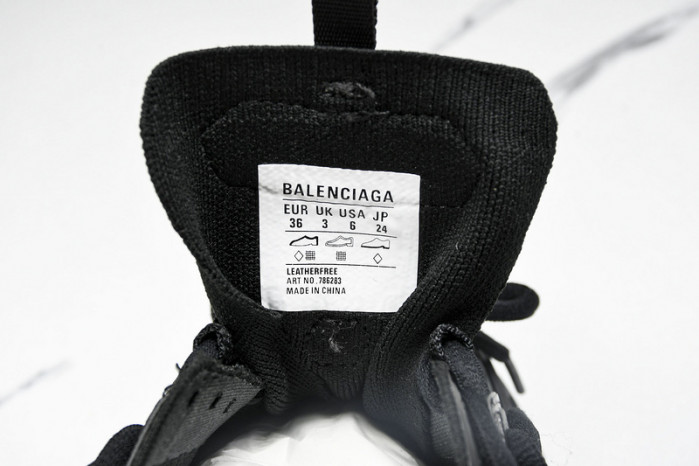 BALENCIAGA
EUR UK USA JP
36 3 6 24
LEATHERFREE
ART NO.786283
MADE IN CHINA